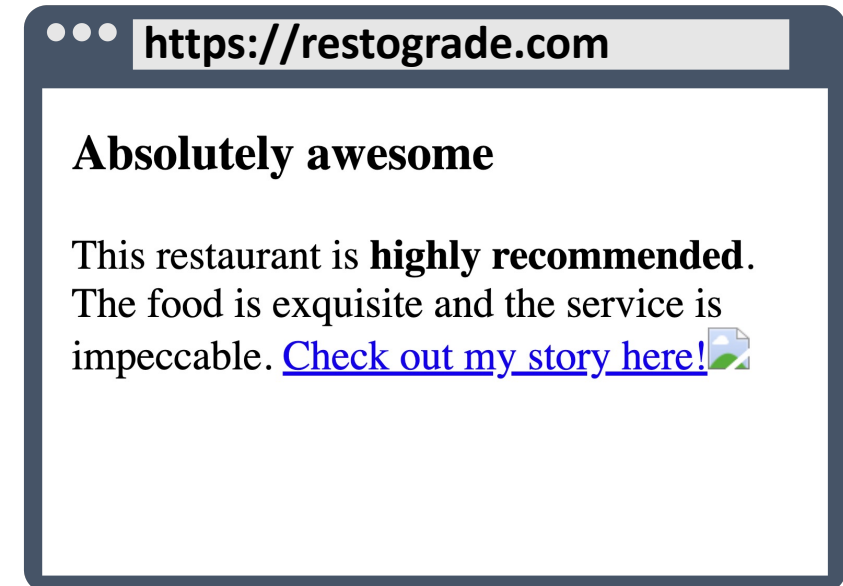 https://restograde.com
Absolutely awesome
This restaurant is highly recommended.
The food is exquisite and the service is
impeccable. Check out my story here!